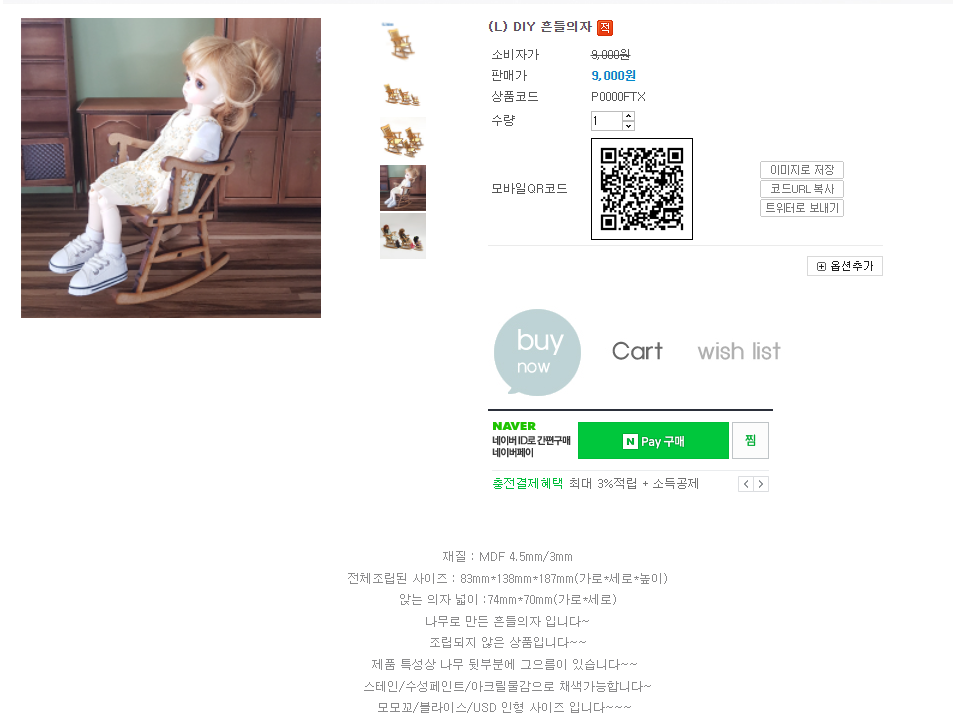 (L) DIY 흔들의자 적
소비자가 9,000원
판매가 9,000원
상품코드 P0000FTX
수량 1
모바일QR코드
이미지로 저장
코드URL 복사
트위터로 보내기
옵션추가
buy now
Cart
wish list
NAVER
네이버 ID로 간편구매
네이버페이
N Pay 구매
찜
충전결제혜택 최대 3%적립 + 소득공제
재질 : MDF 4.5mm/3mm
전체조립된 사이즈 : 83mm*138mm*187mm(가로*세로*높이)
앉는 의자 넓이 :74mm*70mm(가로*세로)
나무로 만든 흔들의자 입니다~
조립되지 않은 상품입니다~~
제품 특성상 나무 뒷부분에 그으름이 있습니다~~
스테인/수성페인트/아크릴물감으로 채색가능합니다~
모모꼬/블라이스/USD 인형 사이즈 입니다~~~